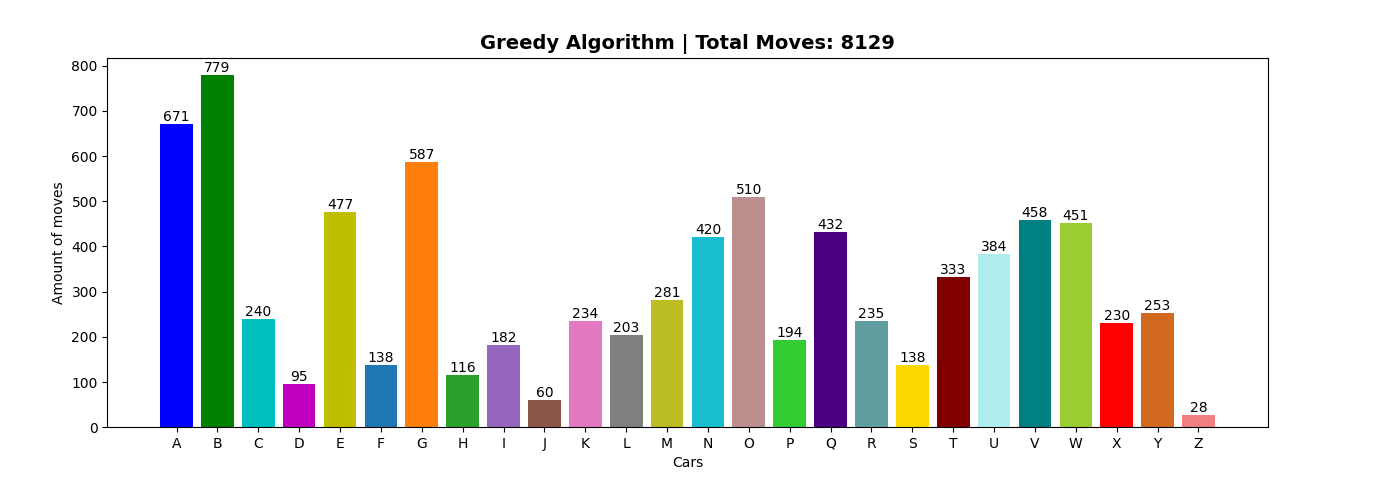 Greedy Algorithm | Total Moves: 8129
Amount of moves
800
700
600
500
400
300
200
100
0
671 779 240 95 477 138 587 116 182 60 234 203 281 420 510 194 432 235 138 333 384 458 451 230 253 28
A B C D E F G H I J K L M N O P Q R S T U V W X Y Z
Cars